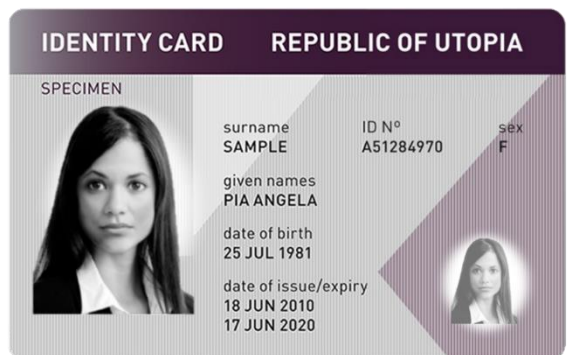 IDENTITY CARD REPUBLIC OF UTOPIA
SPECIMEN
surname ID Nº sex
SAMPLE A51284970 F
given names
PIA ANGELA
date of birth
25 JUL 1981
date of issue/expiry
18 JUN 2010
17 JUN 2020